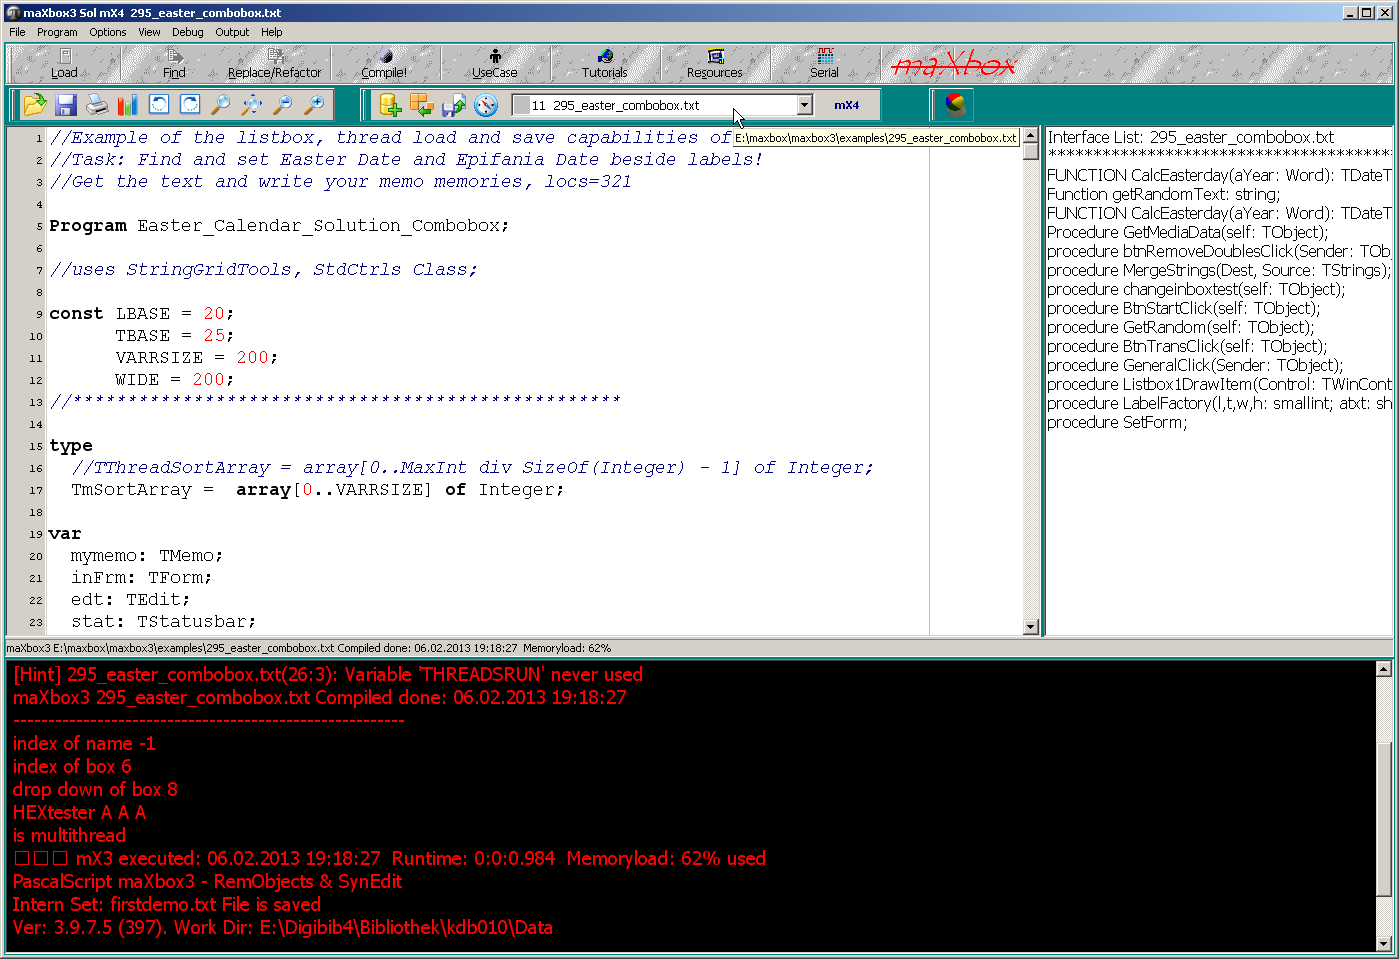 maXbox3 Sol mX4  295_easter_combobox.txt
File Program Options View Debug Output Help
Load Find Replace/Refactor Compile! UseCase Tutorials Resources Serial maXbox
11  295_easter_combobox.txt mX4
E:\maxbox\maxbox3\examples\295_easter_combobox.txt
1 //Example of the listbox, thread load and save capabilities of
2 //Task: Find and set Easter Date and Epifania Date beside labels!
3 //Get the text and write your memo memories, locs=321
4
5 Program Easter_Calendar_Solution_Combobox;
6
7 //uses StringGridTools, StdCtrls Class;
8
9 const LBASE = 20;
10 TBASE = 25;
11 VARRSIZE = 200;
12 WIDE = 200;
13 //**************************************************
14
15 type
16 //TThreadSortArray = array[0..MaxInt div SizeOf(Integer) - 1] of Integer;
17 TmSortArray =  array[0..VARRSIZE] of Integer;
18
19 var
20 mymemo: TMemo;
21 inFrm: TForm;
22 edt: TEdit;
23 stat: TStatusbar;
Interface List: 295_easter_combobox.txt
******************************************
FUNCTION CalcEasterday(aYear: Word): TDateT
Function getRandomText: string;
FUNCTION CalcEasterday(aYear: Word): TDateT
Procedure GetMediaData(self: TObject);
procedure btnRemoveDoublesClick(Sender: TOb
procedure MergeStrings(Dest, Source: TStrings);
procedure changeinboxtest(self: TObject);
procedure BtnStartClick(self: TObject);
procedure GetRandom(self: TObject);
procedure BtnTransClick(self: TObject);
procedure GeneralClick(Sender: TObject);
procedure Listbox1DrawItem(Control: TWinCont
procedure LabelFactory(l,t,w,h: smallint; atxt: sh
procedure SetForm;
maXbox3 E:\maxbox\maxbox3\examples\295_easter_combobox.txt Compiled done: 06.02.2013 19:18:27  Memoryload: 62%
[Hint] 295_easter_combobox.txt(26:3): Variable 'THREADSRUN' never used
maXbox3 295_easter_combobox.txt Compiled done: 06.02.2013 19:18:27
--------------------------------------------------------
index of name -1
index of box 6
drop down of box 8
HEXtester A A A
is multithread
□□□ mX3 executed: 06.02.2013 19:18:27  Runtime: 0:0:0.984  Memoryload: 62% used
PascalScript maXbox3 - RemObjects & SynEdit
Intern Set: firstdemo.txt File is saved
Ver: 3.9.7.5 (397). Work Dir: E:\Digibib4\Bibliothek\kdb010\Data